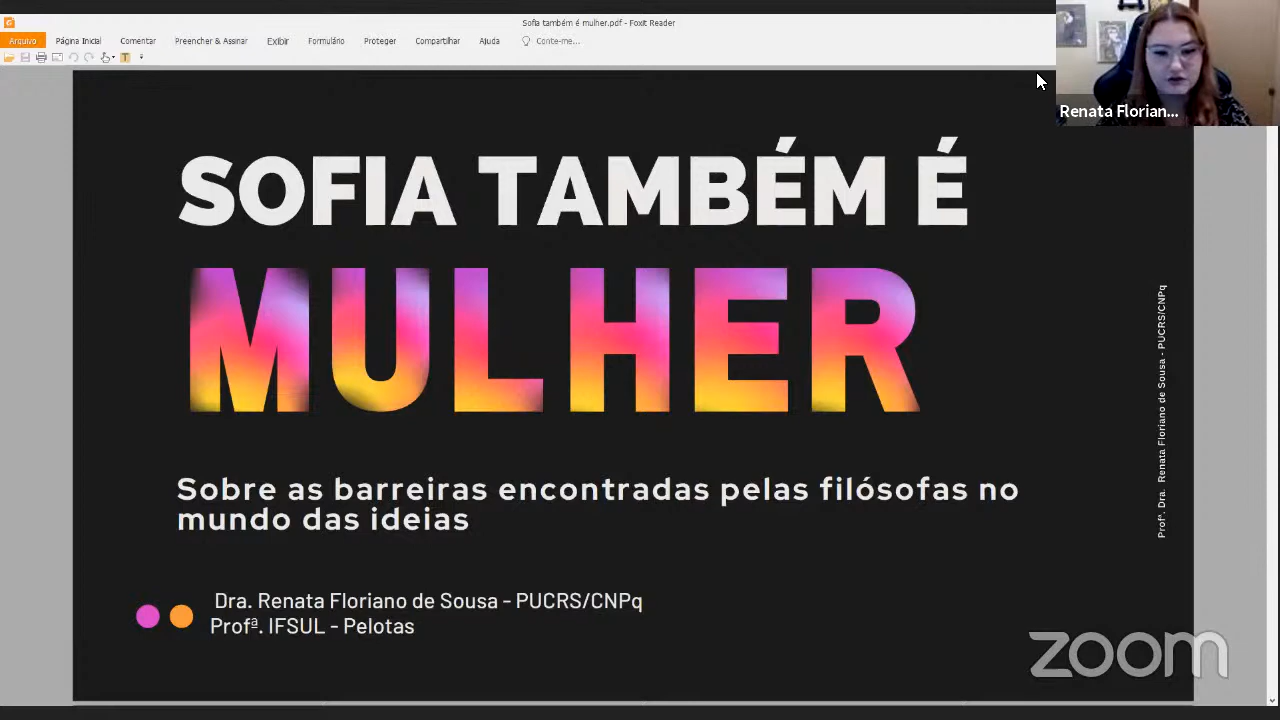 Sofia também é mulher.pdf - Foxit Reader
Arquivo Página Inicial Comentar Preencher & Assinar Exibir Formulário Proteger Compartilhar Ajuda Conte-me...
Renata Florian...
SOFIA TAMBÉM É
MULHER
Sobre as barreiras encontradas pelas filósofas no
mundo das ideias
Dra. Renata Floriano de Sousa - PUCRS/CNPq
Profª. IFSUL - Pelotas
Profª. Dra. Renata Floriano de Sousa - PUCRS/CNPq
zoom